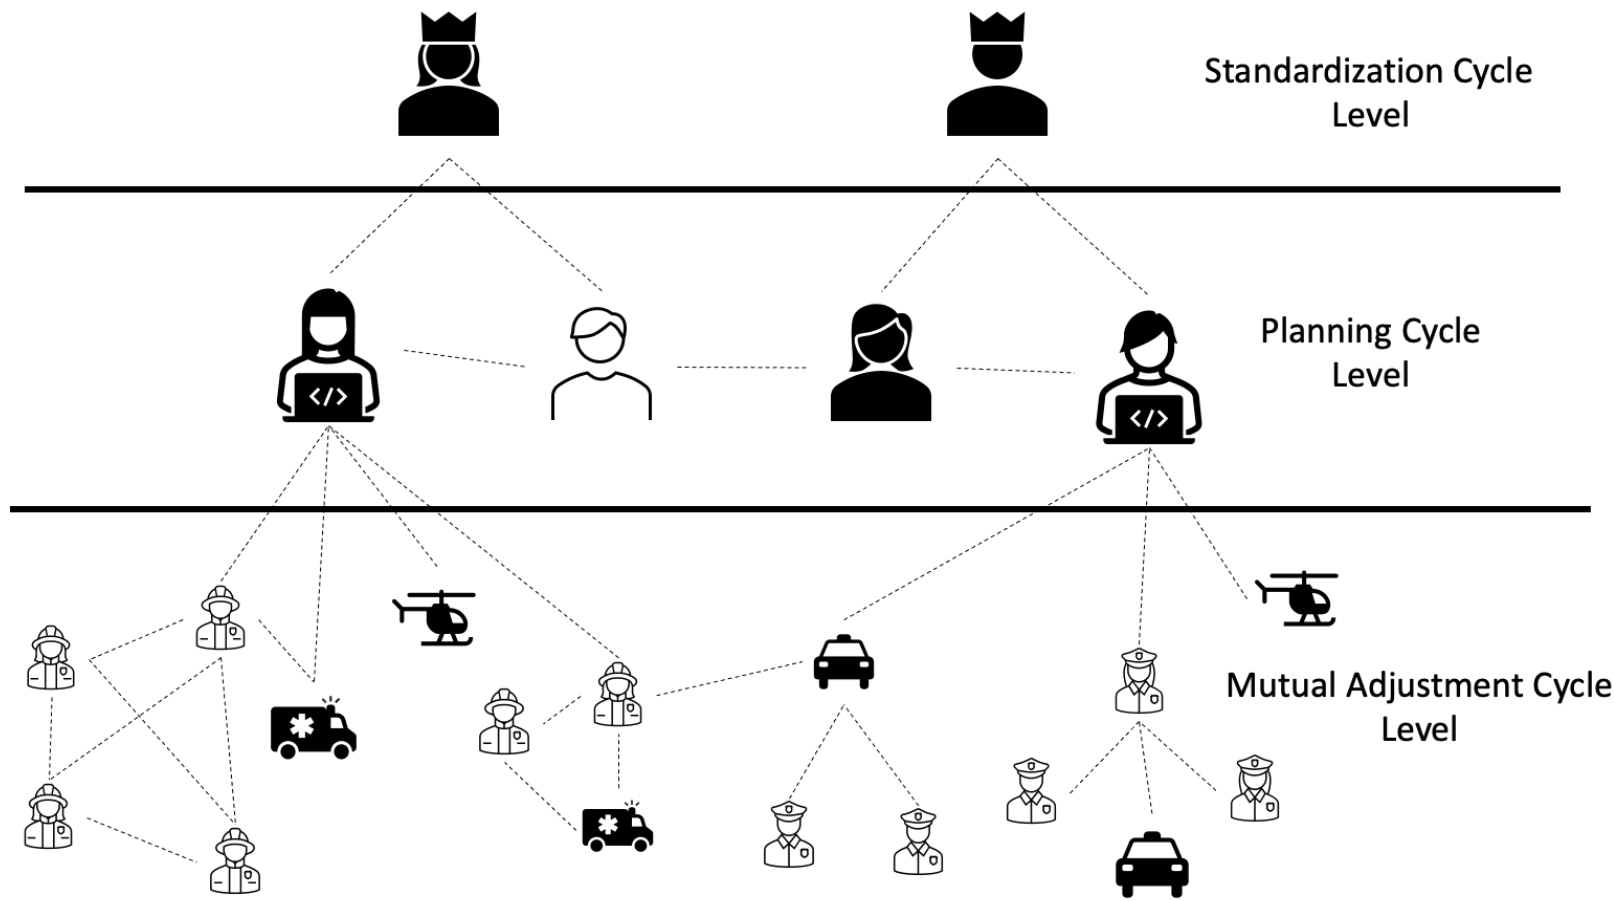 Standardization Cycle
Level
</>
Planning Cycle
Level
</>
Mutual Adjustment Cycle
Level